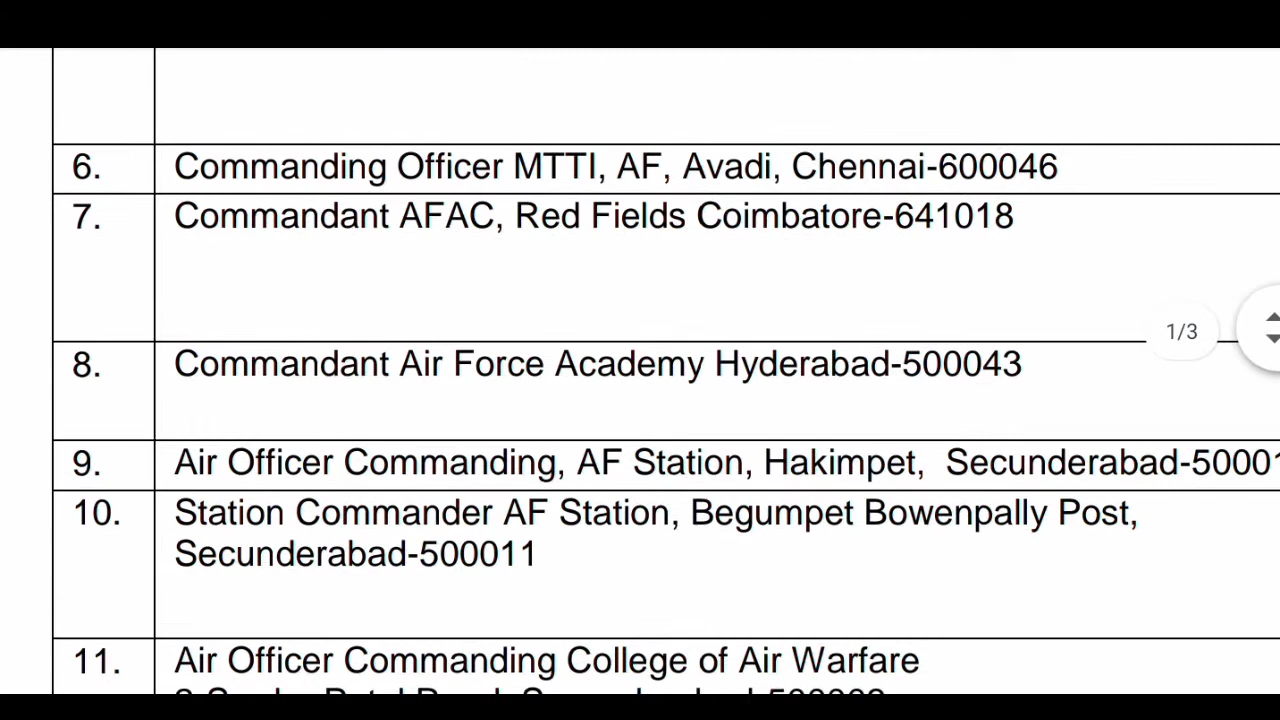 6. Commanding Officer MTTI, AF, Avadi, Chennai-600046
7. Commandant AFAC, Red Fields Coimbatore-641018
1/3
8. Commandant Air Force Academy Hyderabad-500043
9. Air Officer Commanding, AF Station, Hakimpet, Secunderabad-5000
10. Station Commander AF Station, Begumpet Bowenpally Post,
Secunderabad-500011
11. Air Officer Commanding College of Air Warfare